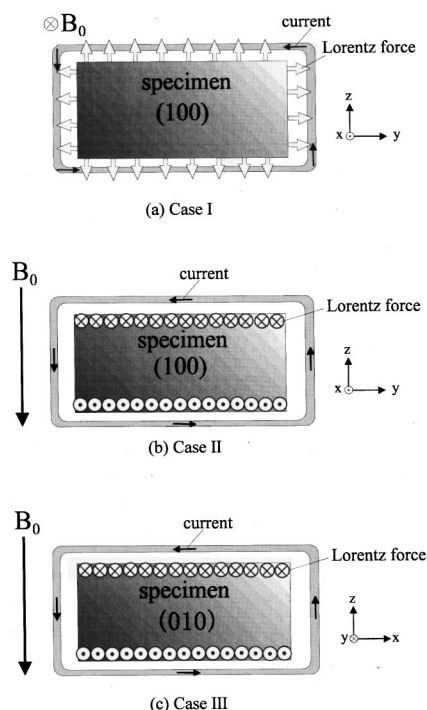 ⊗ B₀
current
Lorentz force
specimen
(100)
z
x
y
(a) Case I
B₀
current
Lorentz force
specimen
(100)
z
x
y
(b) Case II
B₀
current
Lorentz force
specimen
(010)
z
y
x
(c) Case III